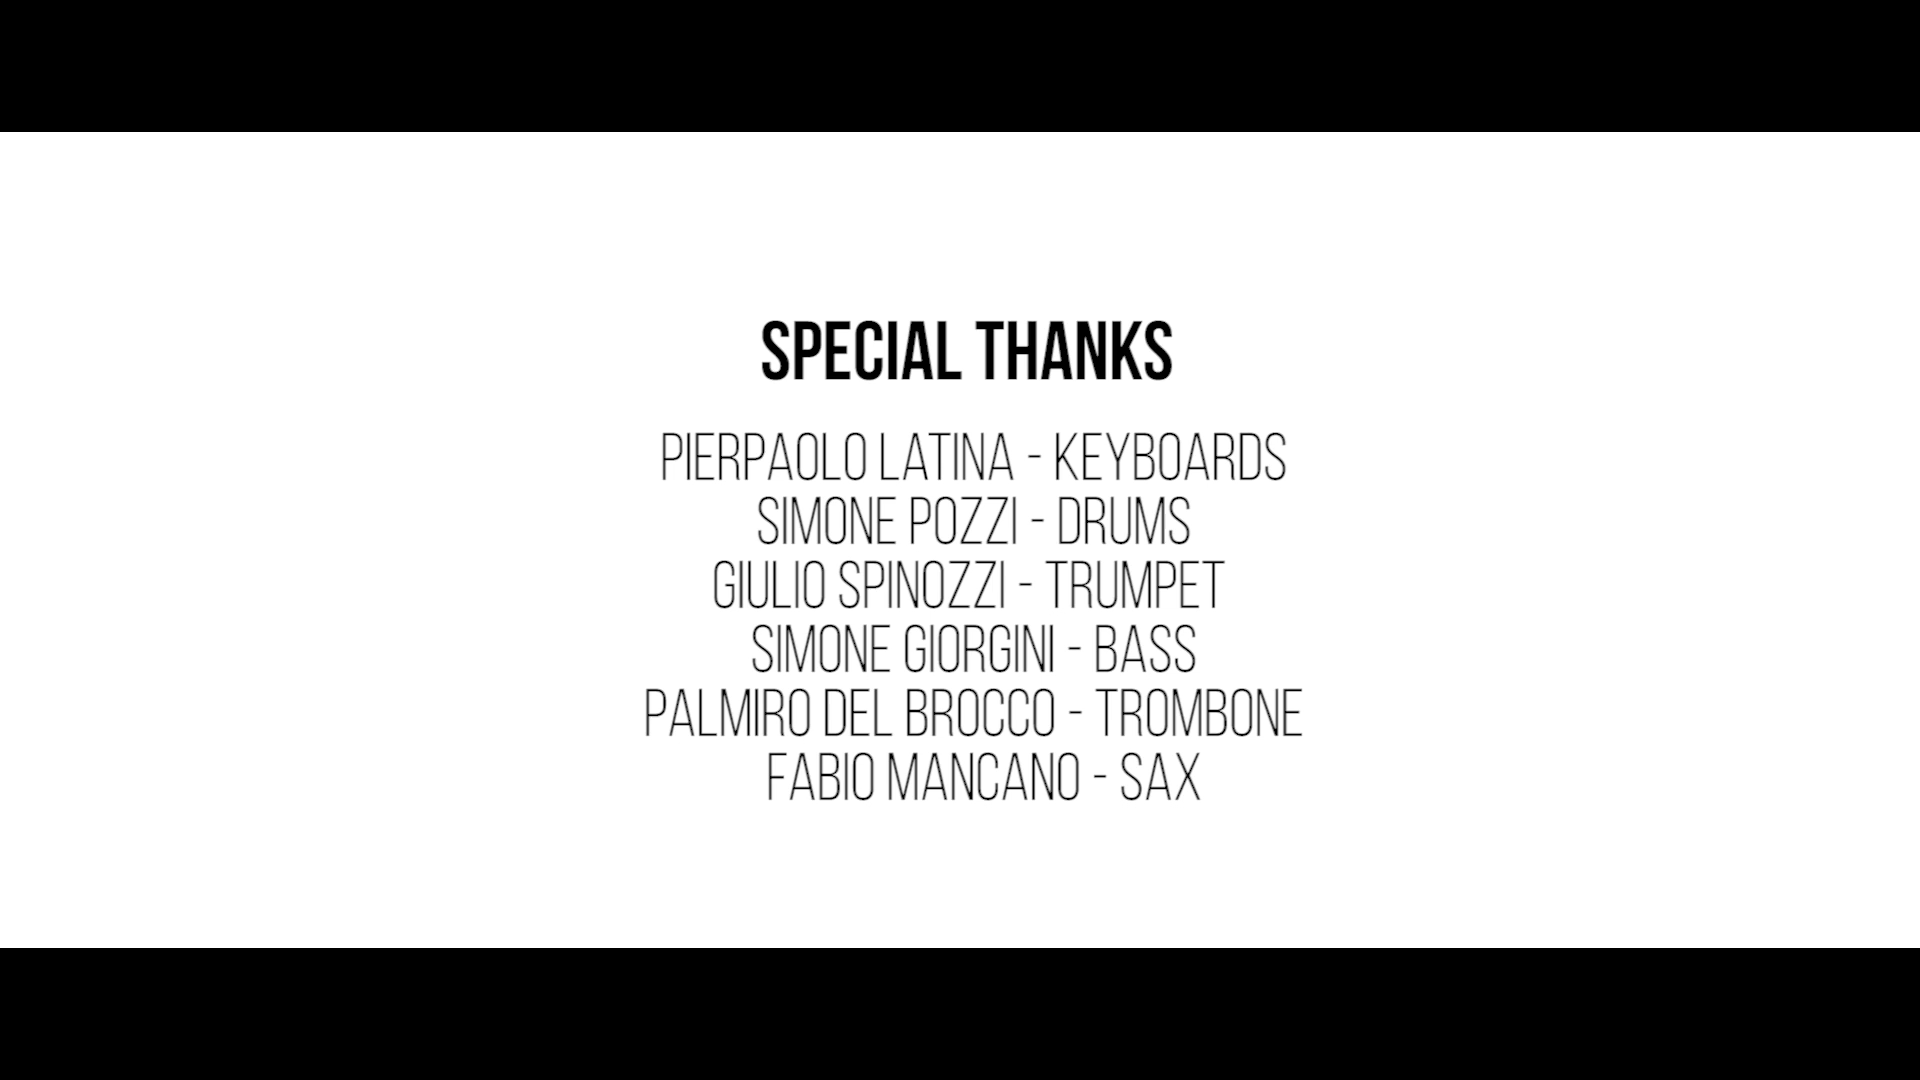 SPECIAL THANKS
PIERPAOLO LATINA - KEYBOARDS
SIMONE POZZI - DRUMS
GIULIO SPINOZZI - TRUMPET
SIMONE GIORGINI - BASS
PALMIRO DEL BROCCO - TROMBONE
FABIO MANCANO - SAX